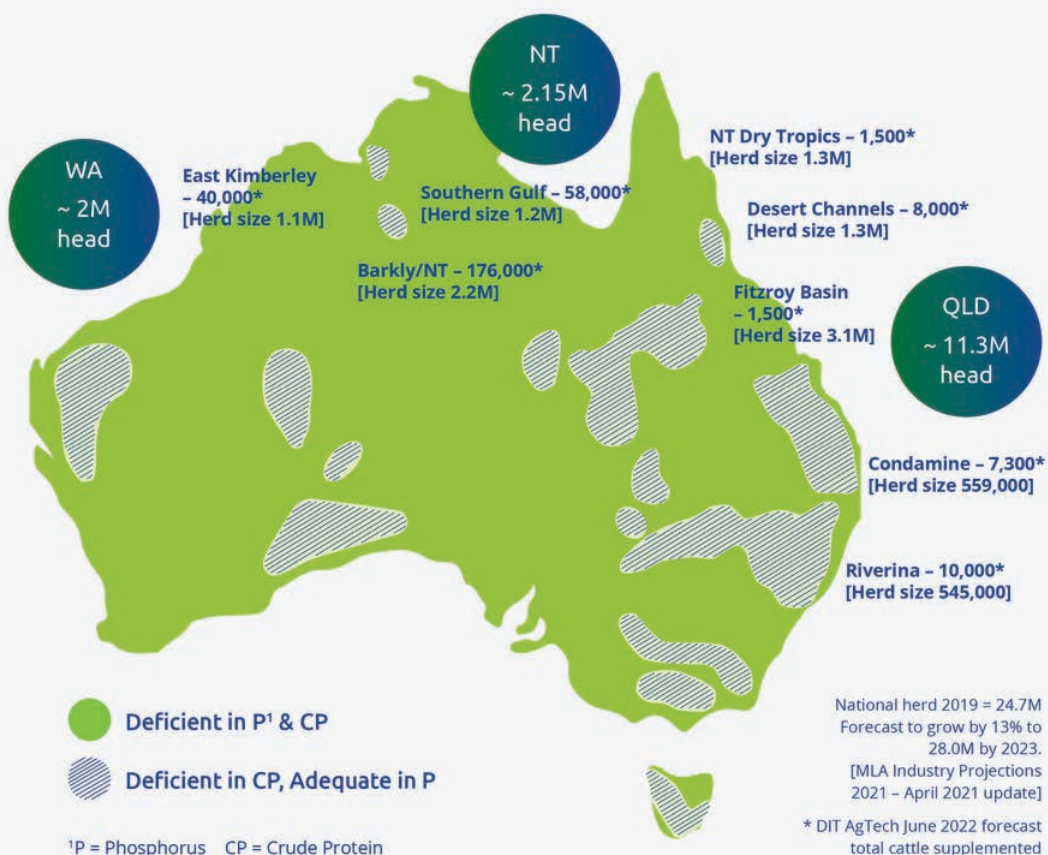 NT
~ 2.15M
head
WA
~ 2M
head
East Kimberley
– 40,000*
[Herd size 1.1M]
Southern Gulf – 58,000*
[Herd size 1.2M]
Barkly/NT – 176,000*
[Herd size 2.2M]
NT Dry Tropics – 1,500*
[Herd size 1.3M]
Desert Channels – 8,000*
[Herd size 1.3M]
Fitzroy Basin
– 1,500*
[Herd size 3.1M]
QLD
~ 11.3M
head
Condamine – 7,300*
[Herd size 559,000]
Riverina – 10,000*
[Herd size 545,000]
Deficient in P¹ & CP
Deficient in CP, Adequate in P
¹P = Phosphorus CP = Crude Protein
National herd 2019 = 24.7M
Forecast to grow by 13% to
28.0M by 2023.
[MLA Industry Projections
2021 – April 2021 update]
* DIT AgTech June 2022 forecast
total cattle supplemented